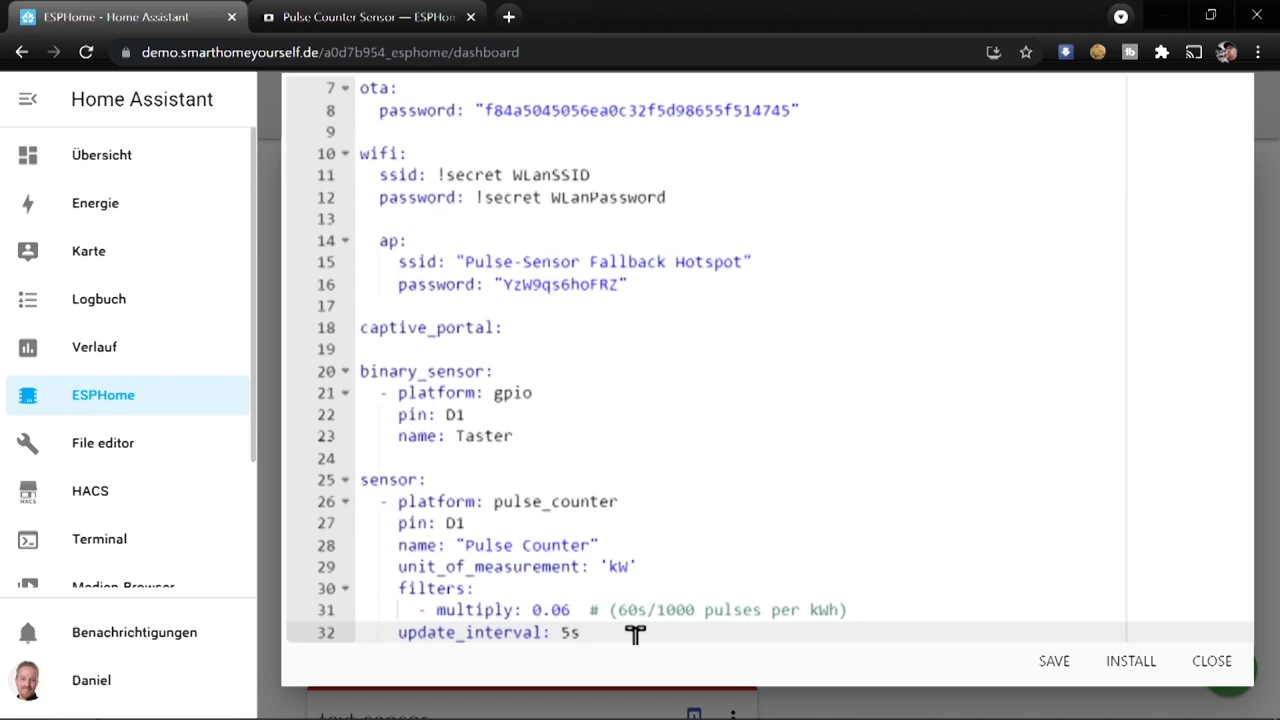 ESPHome - Home Assistant
Pulse Counter Sensor — ESPHom
demo.smarthomeyourself.de/a0d7b954_esphome/dashboard
Home Assistant
Übersicht
Energie
Karte
Logbuch
Verlauf
ESPHome
File editor
HACS
HACS
Terminal
Medien Browser
Benachrichtigungen
Daniel
7 ota:
8 password: "f84a5045056ea0c32f5d98655f514745"
9
10 wifi:
11 ssid: !secret WLanSSID
12 password: !secret WLanPassword
13
14 ap:
15 ssid: "Pulse-Sensor Fallback Hotspot"
16 password: "YzW9qs6hoFRZ"
17
18 captive_portal:
19
20 binary_sensor:
21 - platform: gpio
22 pin: D1
23 name: Taster
24
25 sensor:
26 - platform: pulse_counter
27 pin: D1
28 name: "Pulse Counter"
29 unit_of_measurement: 'kW'
30 filters:
31 - multiply: 0.06 # (60s/1000 pulses per kWh)
32 update_interval: 5s
SAVE INSTALL CLOSE